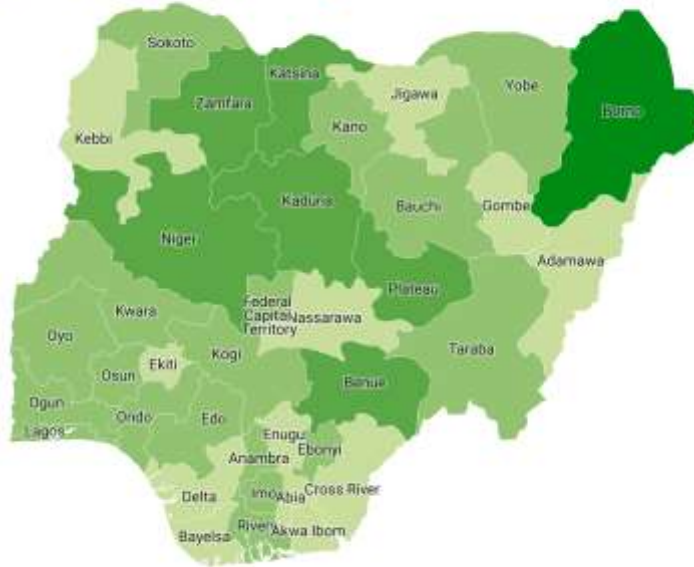 Sokoto
Katsina
Zamfara
Jigawa
Yobe
Borno
Kano
Kebbi
Kaduna
Bauchi
Gombe
Niger
Adamawa
Plateau
Federal
Capital
Territory
Nassarawa
Kwara
Oyo
Kogi
Taraba
Ekiti
Osun
Benue
Ogun
Ondo
Edo
Lagos
Enugu
Ebonyi
Anambra
Delta
Imo
Abia
Cross River
Bayelsa
Rivers
Akwa Ibom